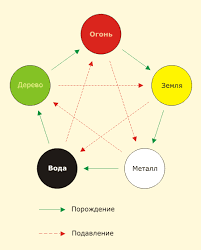 Огонь
Дерево
Земля
Вода
Металл
Порождение
Подавление